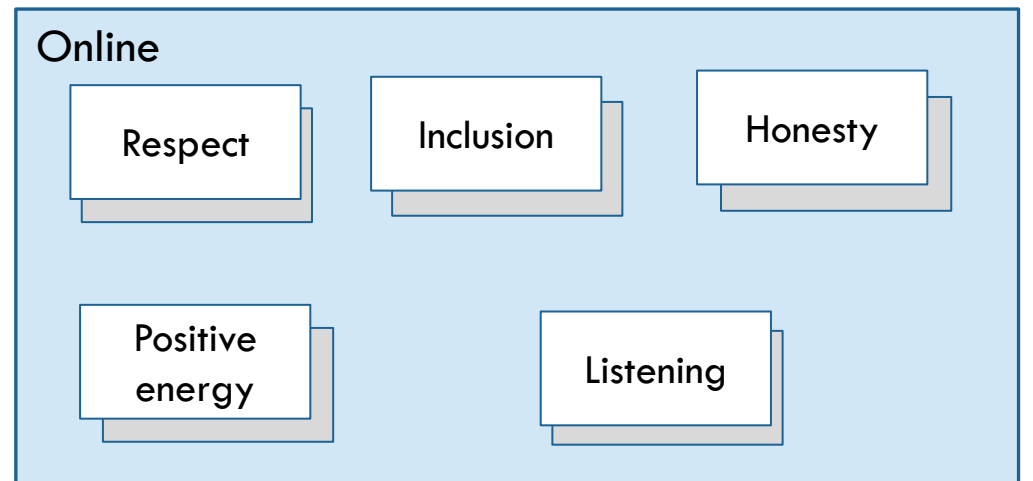 Online
Respect
Inclusion
Honesty
Positive
energy
Listening